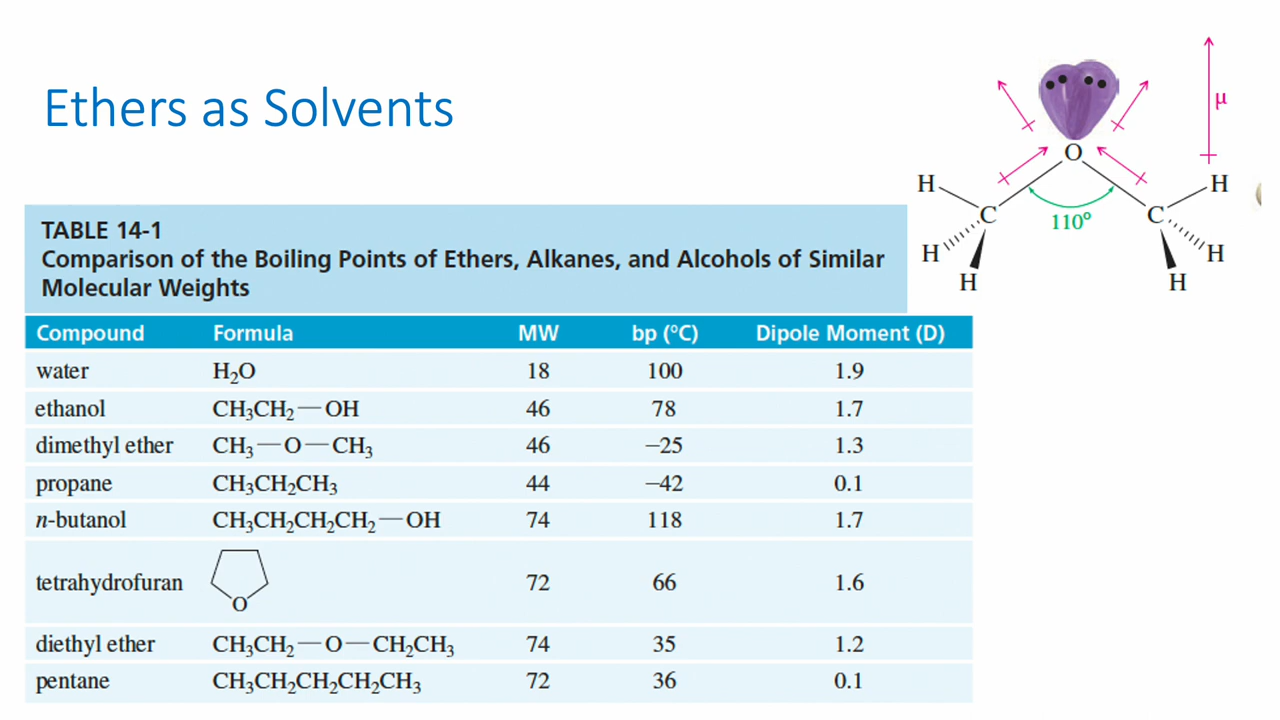 Ethers as Solvents
μ
O
H C C H
110°
H H
H H
TABLE 14-1
Comparison of the Boiling Points of Ethers, Alkanes, and Alcohols of Similar
Molecular Weights
Compound Formula MW bp (°C) Dipole Moment (D)
water H₂O 18 100 1.9
ethanol CH₃CH₂—OH 46 78 1.7
dimethyl ether CH₃—O—CH₃ 46 −25 1.3
propane CH₃CH₂CH₃ 44 −42 0.1
n-butanol CH₃CH₂CH₂CH₂—OH 74 118 1.7
tetrahydrofuran O 72 66 1.6
diethyl ether CH₃CH₂—O—CH₂CH₃ 74 35 1.2
pentane CH₃CH₂CH₂CH₂CH₃ 72 36 0.1